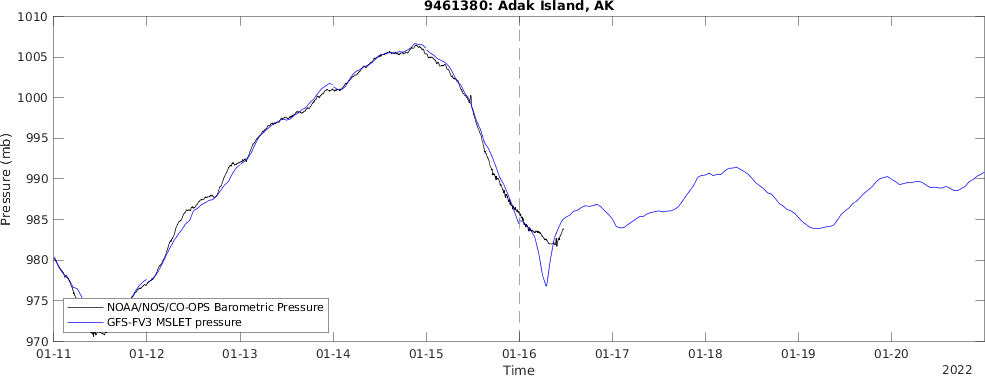 9461380: Adak Island, AK
Pressure (mb)
1010
1005
1000
995
990
985
980
975
970
NOAA/NOS/CO-OPS Barometric Pressure
GFS-FV3 MSLET pressure
01-11 01-12 01-13 01-14 01-15 01-16 01-17 01-18 01-19 01-20
Time
2022